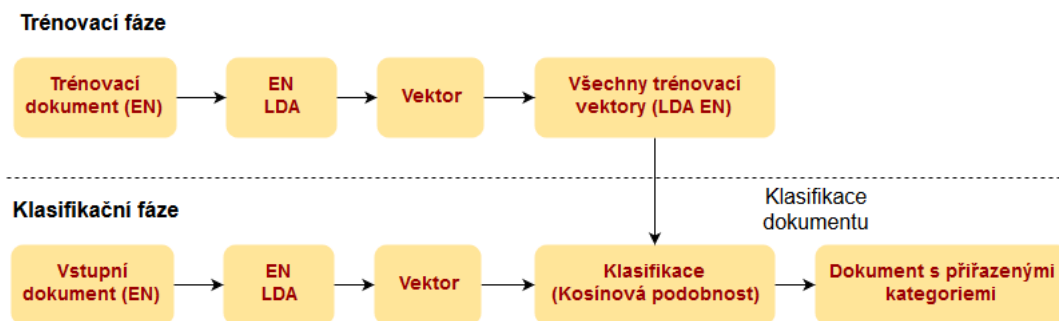 Trénovací fáze
Trénovací
dokument (EN)
EN
LDA
Vektor
Všechny trénovací
vektory (LDA EN)
Klasifikační fáze
Klasifikace
dokumentu
Vstupní
dokument (EN)
EN
LDA
Vektor
Klasifikace
(Kosínová podobnost)
Dokument s přiřazenými
kategoriemi